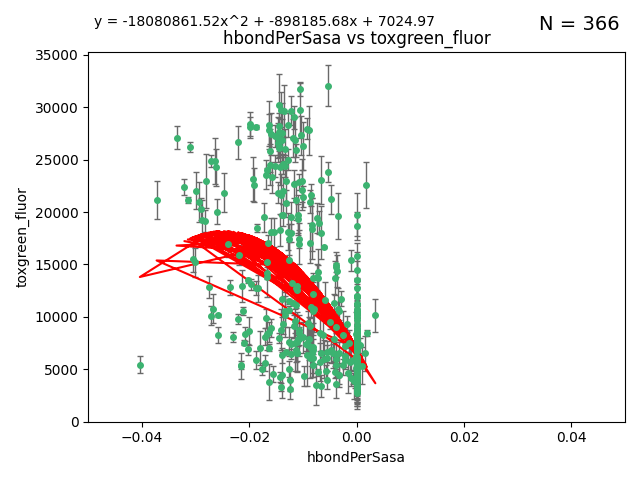 y = -18080861.52x^2 + -898185.68x + 7024.97
N = 366
hbondPerSasa vs toxgreen_fluor
35000
30000
25000
20000
15000
10000
5000
0
toxgreen_fluor
−0.04
−0.02
0.00
0.02
0.04
hbondPerSasa